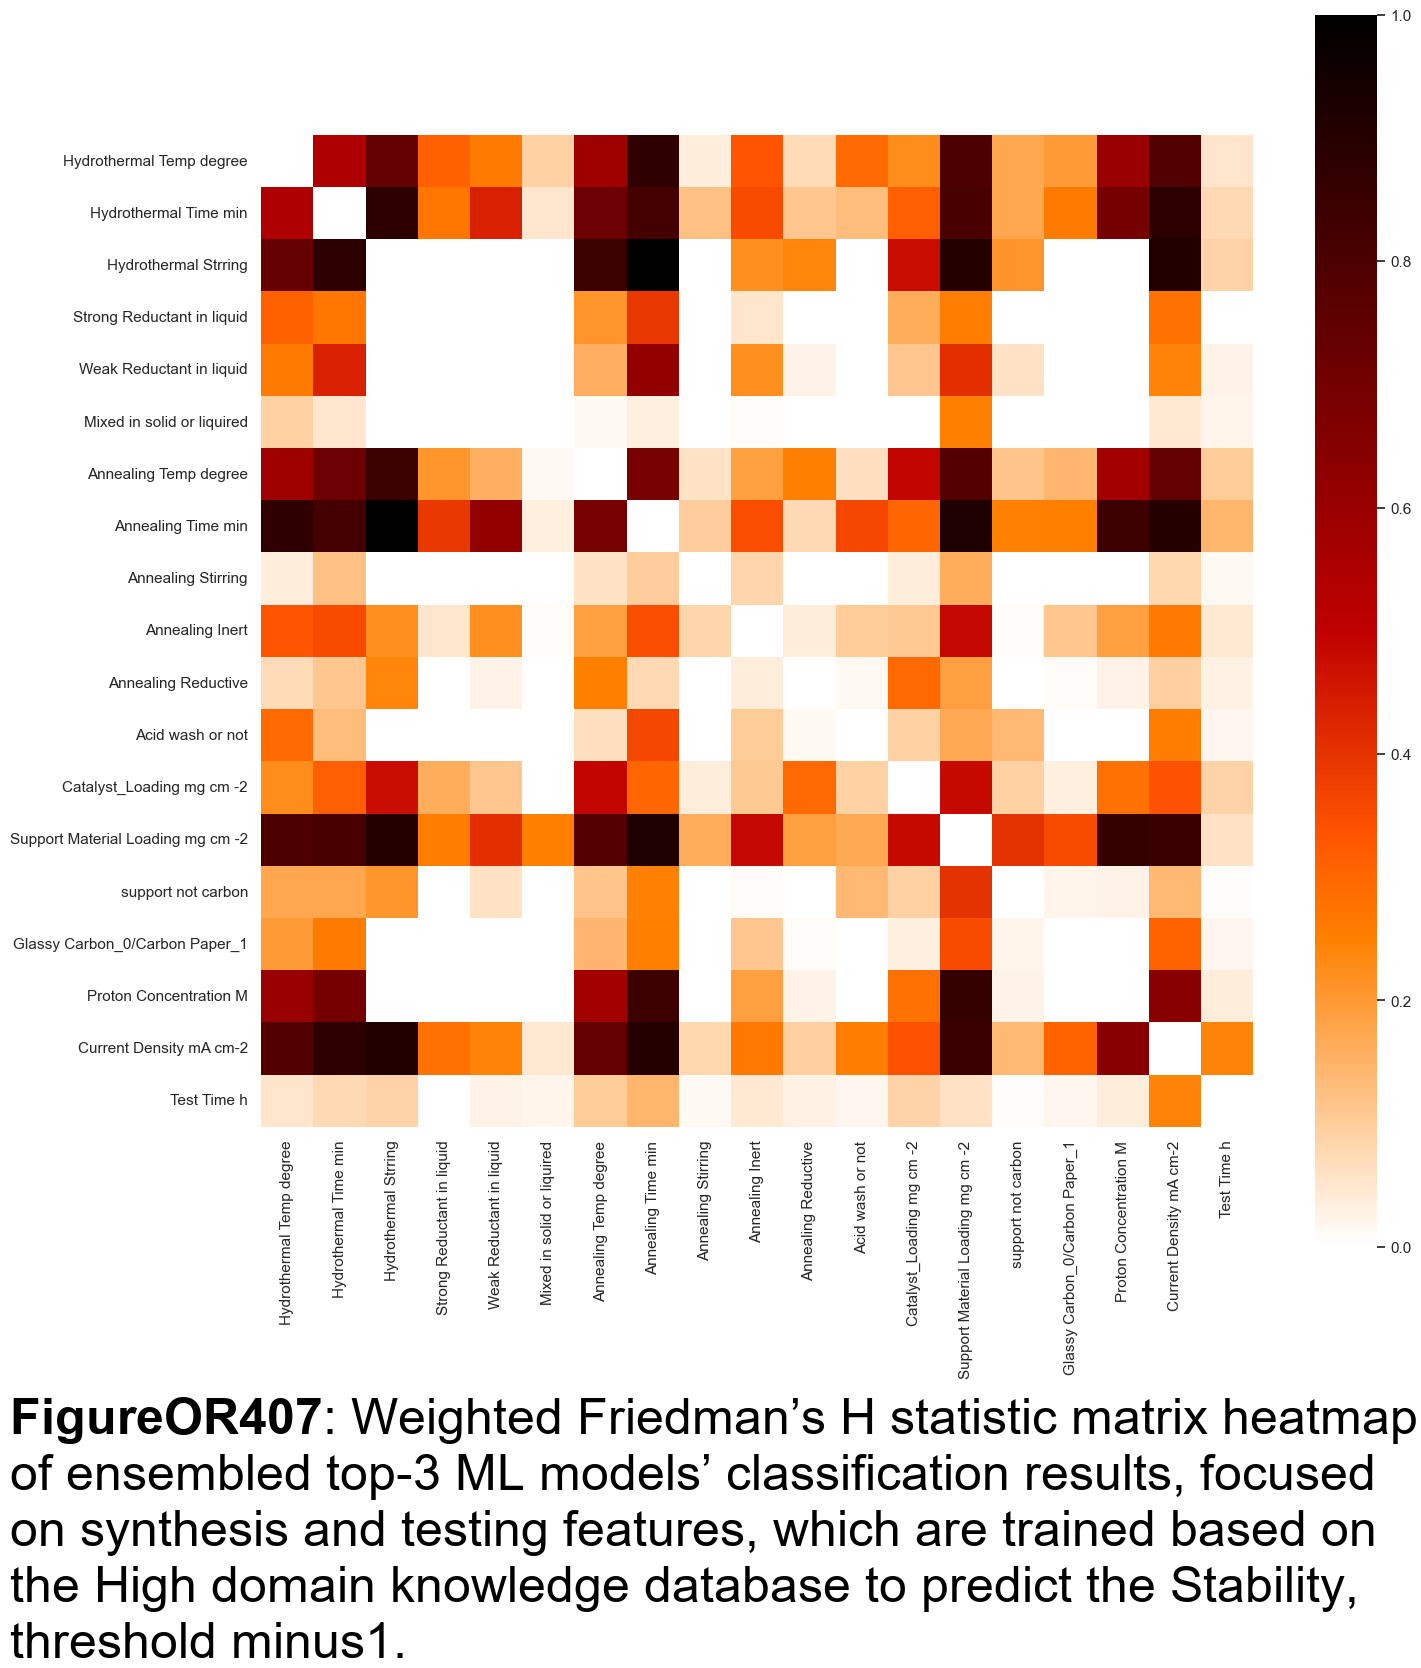 1.0
Hydrothermal Temp degree
Hydrothermal Time min
Hydrothermal Strring
0.8
Strong Reductant in liquid
Weak Reductant in liquid
Mixed in solid or liquired
Annealing Temp degree
0.6
Annealing Time min
Annealing Stirring
Annealing Inert
Annealing Reductive
Acid wash or not
0.4
Catalyst_Loading mg cm -2
Support Material Loading mg cm -2
support not carbon
Glassy Carbon_0/Carbon Paper_1
Proton Concentration M
0.2
Current Density mA cm-2
Test Time h
0.0
Hydrothermal Temp degree
Hydrothermal Time min
Hydrothermal Strring
Strong Reductant in liquid
Weak Reductant in liquid
Mixed in solid or liquired
Annealing Temp degree
Annealing Time min
Annealing Stirring
Annealing Inert
Annealing Reductive
Acid wash or not
Catalyst_Loading mg cm -2
Support Material Loading mg cm -2
support not carbon
Glassy Carbon_0/Carbon Paper_1
Proton Concentration M
Current Density mA cm-2
Test Time h
FigureOR407: Weighted Friedman’s H statistic matrix heatmap
of ensembled top-3 ML models’ classification results, focused
on synthesis and testing features, which are trained based on
the High domain knowledge database to predict the Stability,
threshold minus1.